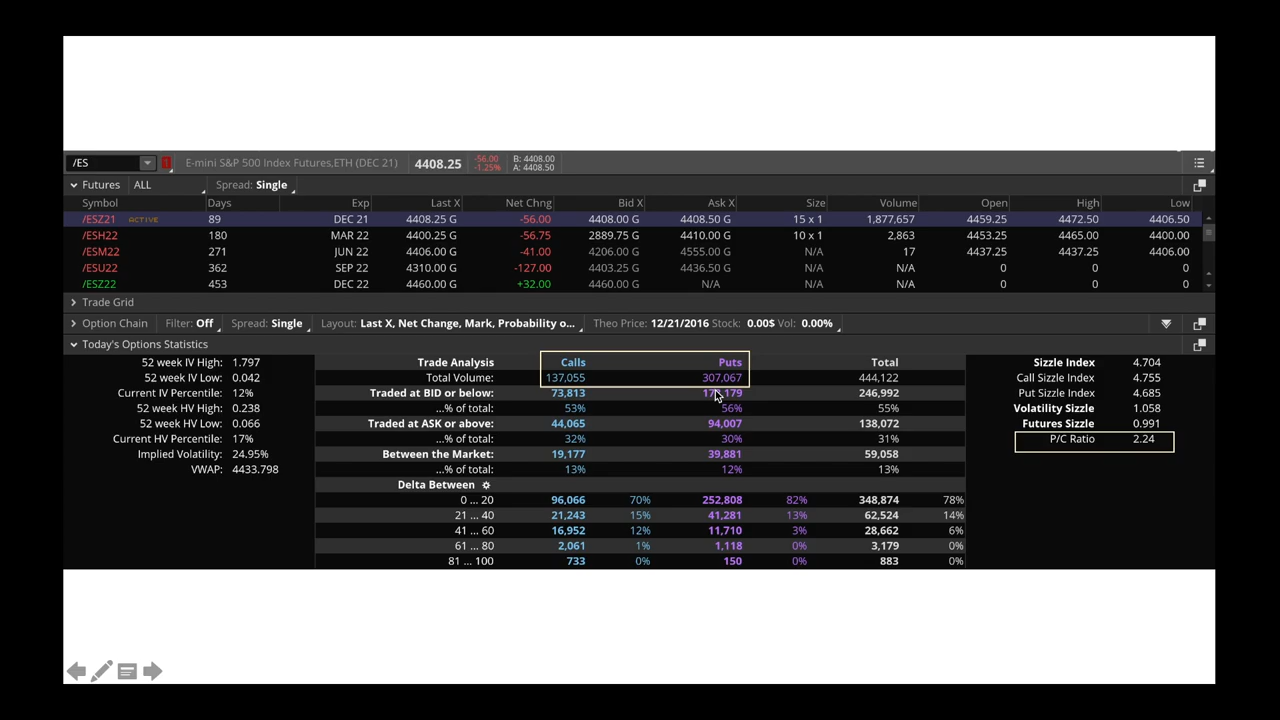 /ES 1 E-mini S&P 500 Index Futures,ETH (DEC 21) 4408.25 -56.00 -1.25% B: 4408.00 A: 4408.50
Futures ALL Spread: Single
Symbol Days Exp Last X Net Chng Bid X Ask X Size Volume Open High Low
/ESZ21 ACTIVE 89 DEC 21 4408.25 G -56.00 4408.00 G 4408.50 G 15 x 1 1,877,657 4459.25 4472.50 4406.50
/ESH22 180 MAR 22 4400.25 G -56.75 2889.75 G 4410.00 G 10 x 1 2,863 4453.25 4465.00 4400.00
/ESM22 271 JUN 22 4406.00 G -41.00 4206.00 G 4555.00 G N/A 17 4437.25 4437.25 4406.00
/ESU22 362 SEP 22 4310.00 G -127.00 4403.25 G 4436.50 G N/A N/A 0 0 0
/ESZ22 453 DEC 22 4460.00 G +32.00 4460.00 G N/A N/A N/A 0 0 0
Trade Grid
Option Chain Filter: Off Spread: Single Layout: Last X, Net Change, Mark, Probability o... Theo Price: 12/21/2016 Stock: 0.00$ Vol: 0.00%
Today's Options Statistics
52 week IV High: 1.797 Trade Analysis Calls Puts Total Sizzle Index 4.704
52 week IV Low: 0.042 Total Volume: 137,055 307,067 444,122 Call Sizzle Index 4.755
Current IV Percentile: 12% Traded at BID or below: 73,813 246,992 Put Sizzle Index 4.685
52 week HV High: 0.238 ...% of total: 53% 56% 55% Volatility Sizzle 1.058
52 week HV Low: 0.066 Traded at ASK or above: 44,065 94,007 138,072 Futures Sizzle 0.991
Current HV Percentile: 17% ...% of total: 32% 30% 31% P/C Ratio 2.24
Implied Volatility: 24.95% Between the Market: 19,177 39,881 59,058
VWAP: 4433.798 ...% of total: 13% 12% 13%
Delta Between
0 ... 20 96,066 70% 252,808 82% 348,874 78%
21 ... 40 21,243 15% 41,281 13% 62,524 14%
41 ... 60 16,952 12% 11,710 3% 28,662 6%
61 ... 80 2,061 1% 1,118 0% 3,179 0%
81 ... 100 733 0% 150 0% 883 0%